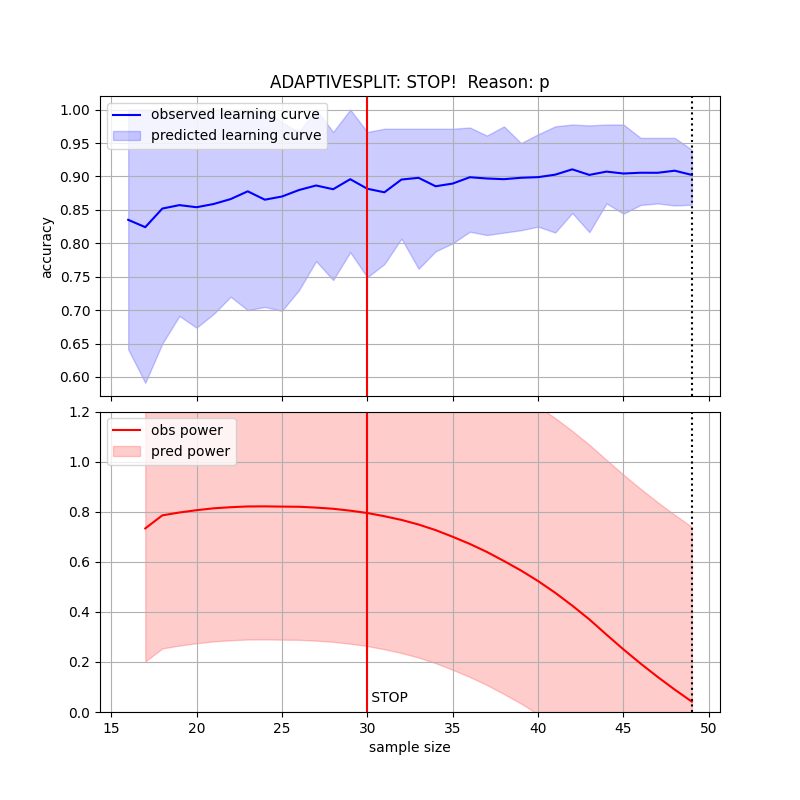 ADAPTIVESPLIT: STOP!  Reason: p
observed learning curve
predicted learning curve
1.00
0.95
0.90
0.85
0.80
0.75
0.70
0.65
0.60
accuracy
obs power
pred power
1.2
1.0
0.8
0.6
0.4
0.2
0.0
STOP
15 20 25 30 35 40 45 50
sample size